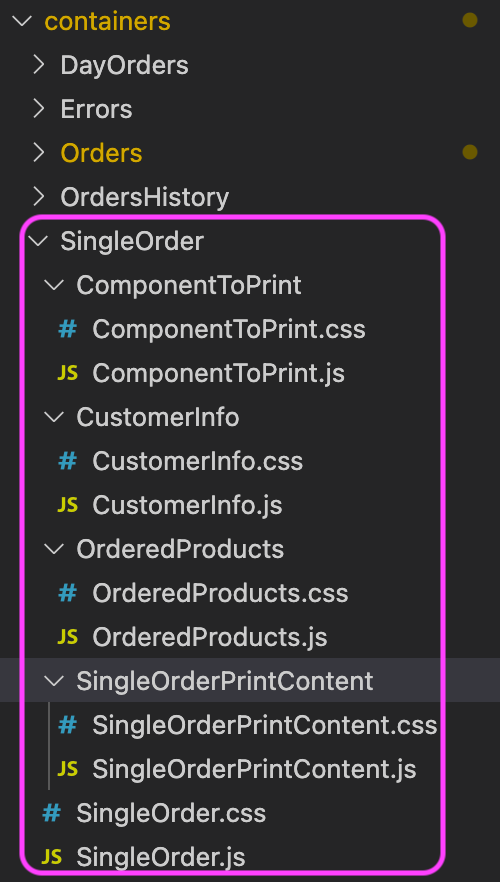 containers
DayOrders
Errors
Orders
OrdersHistory
SingleOrder
ComponentToPrint
# ComponentToPrint.css
JS ComponentToPrint.js
CustomerInfo
# CustomerInfo.css
JS CustomerInfo.js
OrderedProducts
# OrderedProducts.css
JS OrderedProducts.js
SingleOrderPrintContent
# SingleOrderPrintContent.css
JS SingleOrderPrintContent.js
# SingleOrder.css
JS SingleOrder.js